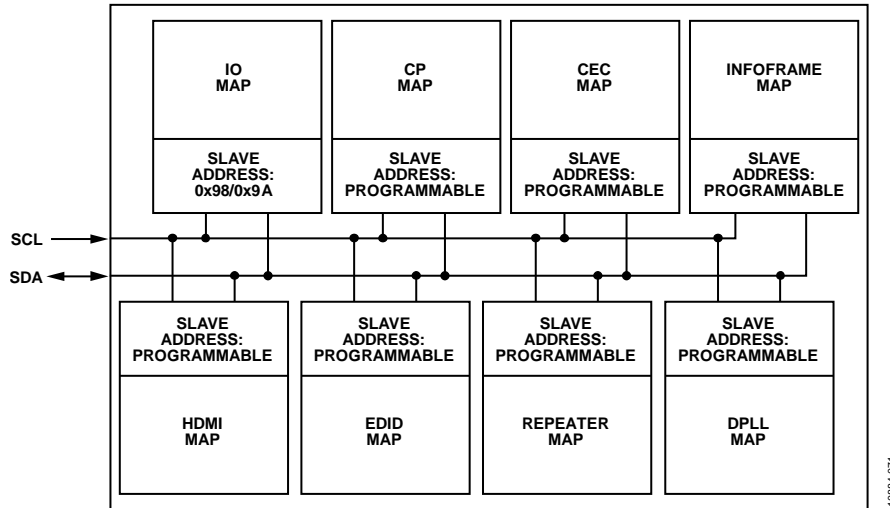 IO
MAP
CP
MAP
CEC
MAP
INFOFRAME
MAP
SLAVE
ADDRESS:
0x98/0x9A
SLAVE
ADDRESS:
PROGRAMMABLE
SLAVE
ADDRESS:
PROGRAMMABLE
SLAVE
ADDRESS:
PROGRAMMABLE
SCL
SDA
SLAVE
ADDRESS:
PROGRAMMABLE
SLAVE
ADDRESS:
PROGRAMMABLE
SLAVE
ADDRESS:
PROGRAMMABLE
SLAVE
ADDRESS:
PROGRAMMABLE
HDMI
MAP
EDID
MAP
REPEATER
MAP
DPLL
MAP